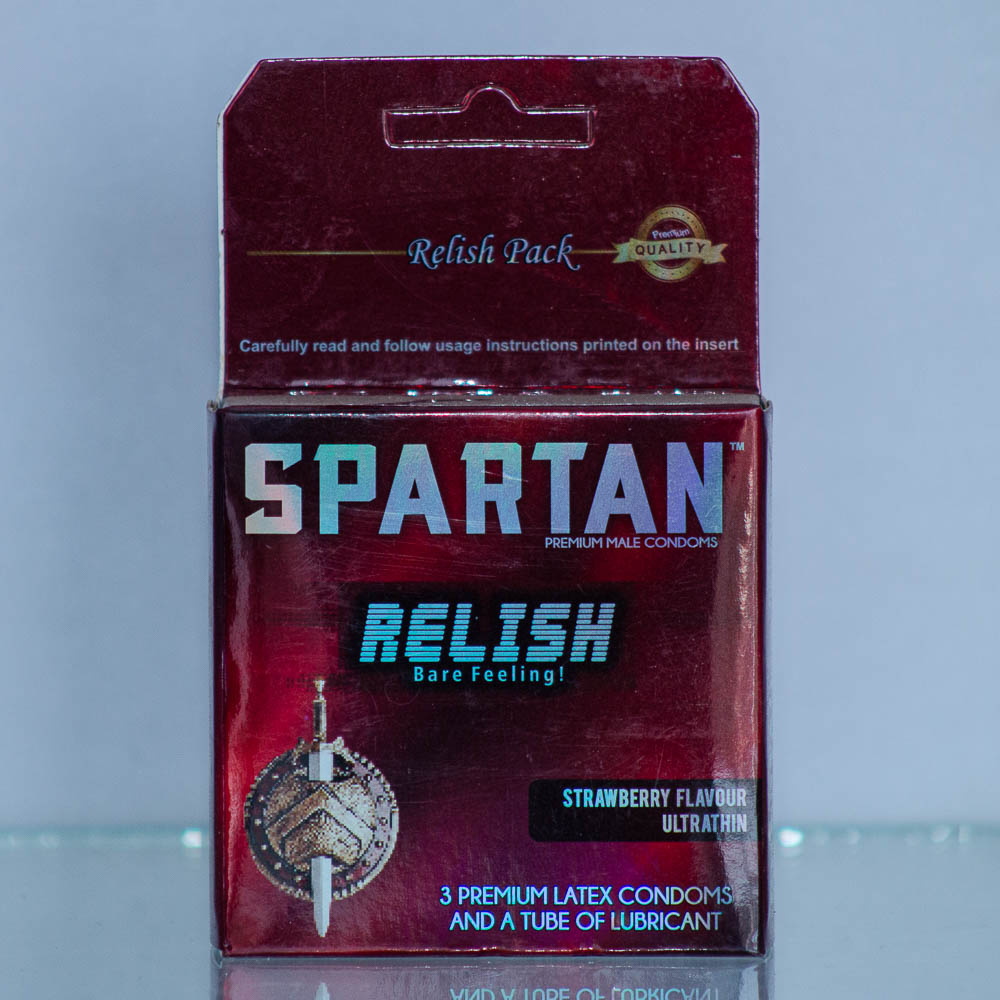 Relish Pack
Premium
QUALITY
Carefully read and follow usage instructions printed on the insert
SPARTAN™
PREMIUM MALE CONDOMS
RELISH
Bare Feeling!
STRAWBERRY FLAVOUR
ULTRATHIN
3 PREMIUM LATEX CONDOMS
AND A TUBE OF LUBRICANT